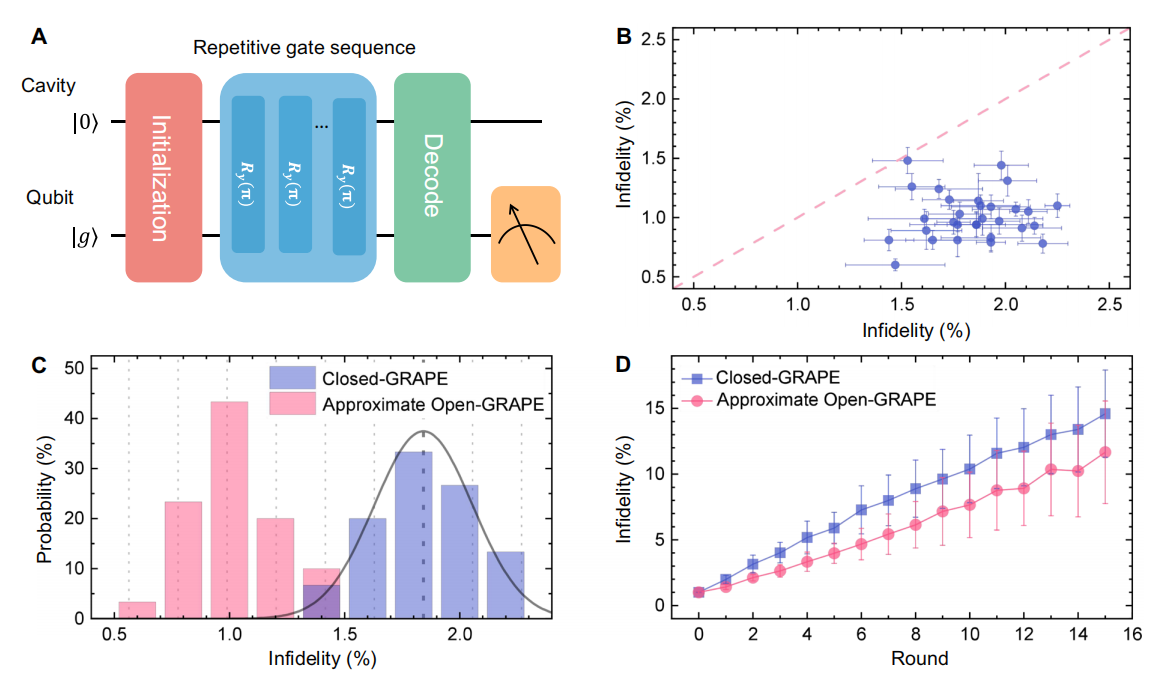 A
Repetitive gate sequence
Cavity
|0⟩
Qubit
|g⟩
Initialization
R_y(π)
R_y(π)
...
R_y(π)
Decode
B
2.5
2.0
1.5
1.0
0.5
Infidelity (%)
0.5 1.0 1.5 2.0 2.5
Infidelity (%)
C
50
40
30
20
10
0
Probability (%)
Closed-GRAPE
Approximate Open-GRAPE
0.5 1.0 1.5 2.0
Infidelity (%)
D
15
10
5
0
Infidelity (%)
Closed-GRAPE
Approximate Open-GRAPE
0 2 4 6 8 10 12 14 16
Round